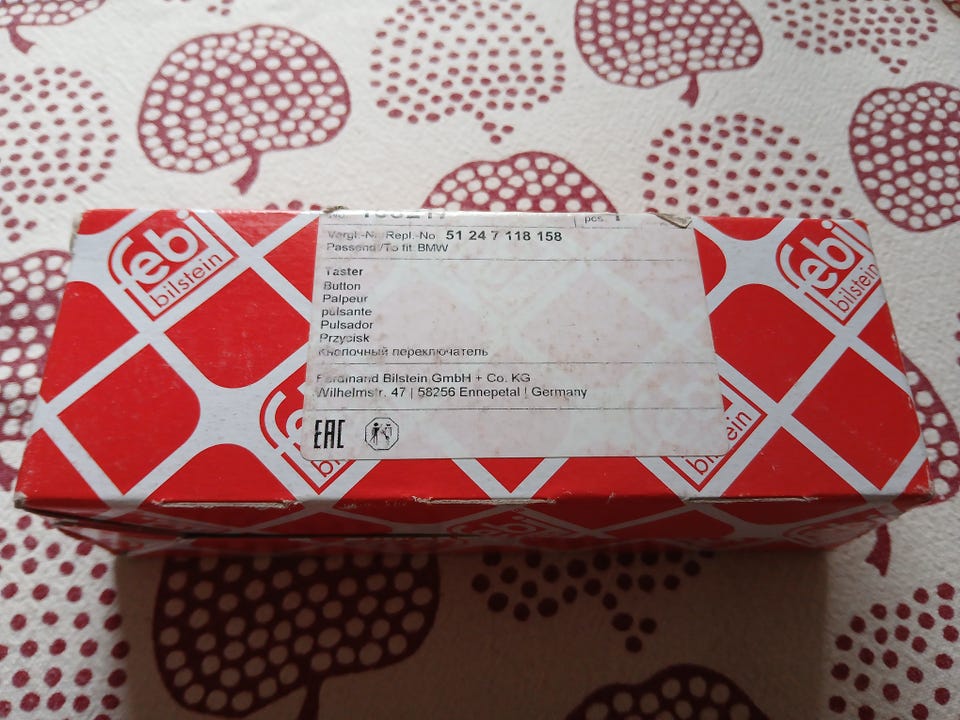 pcs. 1
Vergl.-Nr. Repl.-No. 51 24 7 118 158
Passend /To fit BMW
Taster
Button
Palpeur
pulsante
Pulsador
Przycisk
Кнопочный переключатель
Ferdinand Bilstein GmbH + Co. KG
Wilhelmstr. 47 | 58256 Ennepetal | Germany
EAC
febi
bilstein
febi
bilstein